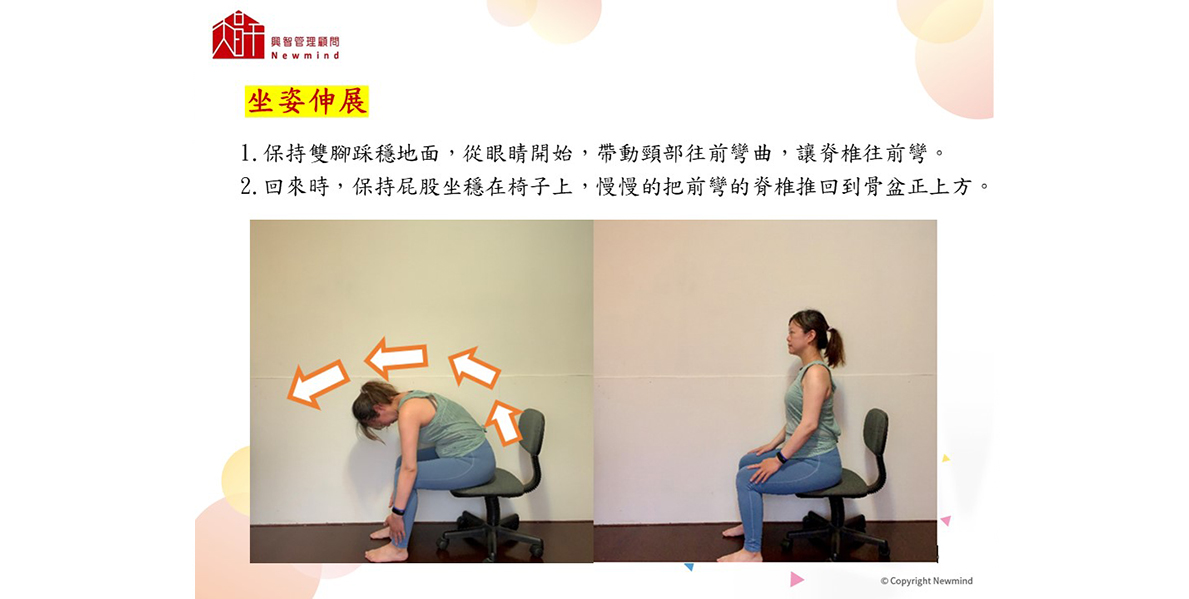 興智管理顧問
Newmind
坐姿伸展
1. 保持雙腳踩穩地面，從眼睛開始，帶動頸部往前彎曲，讓脊椎往前彎。
2. 回來時，保持屁股坐穩在椅子上，慢慢的把前彎的脊椎推回到骨盆正上方。
© Copyright Newmind